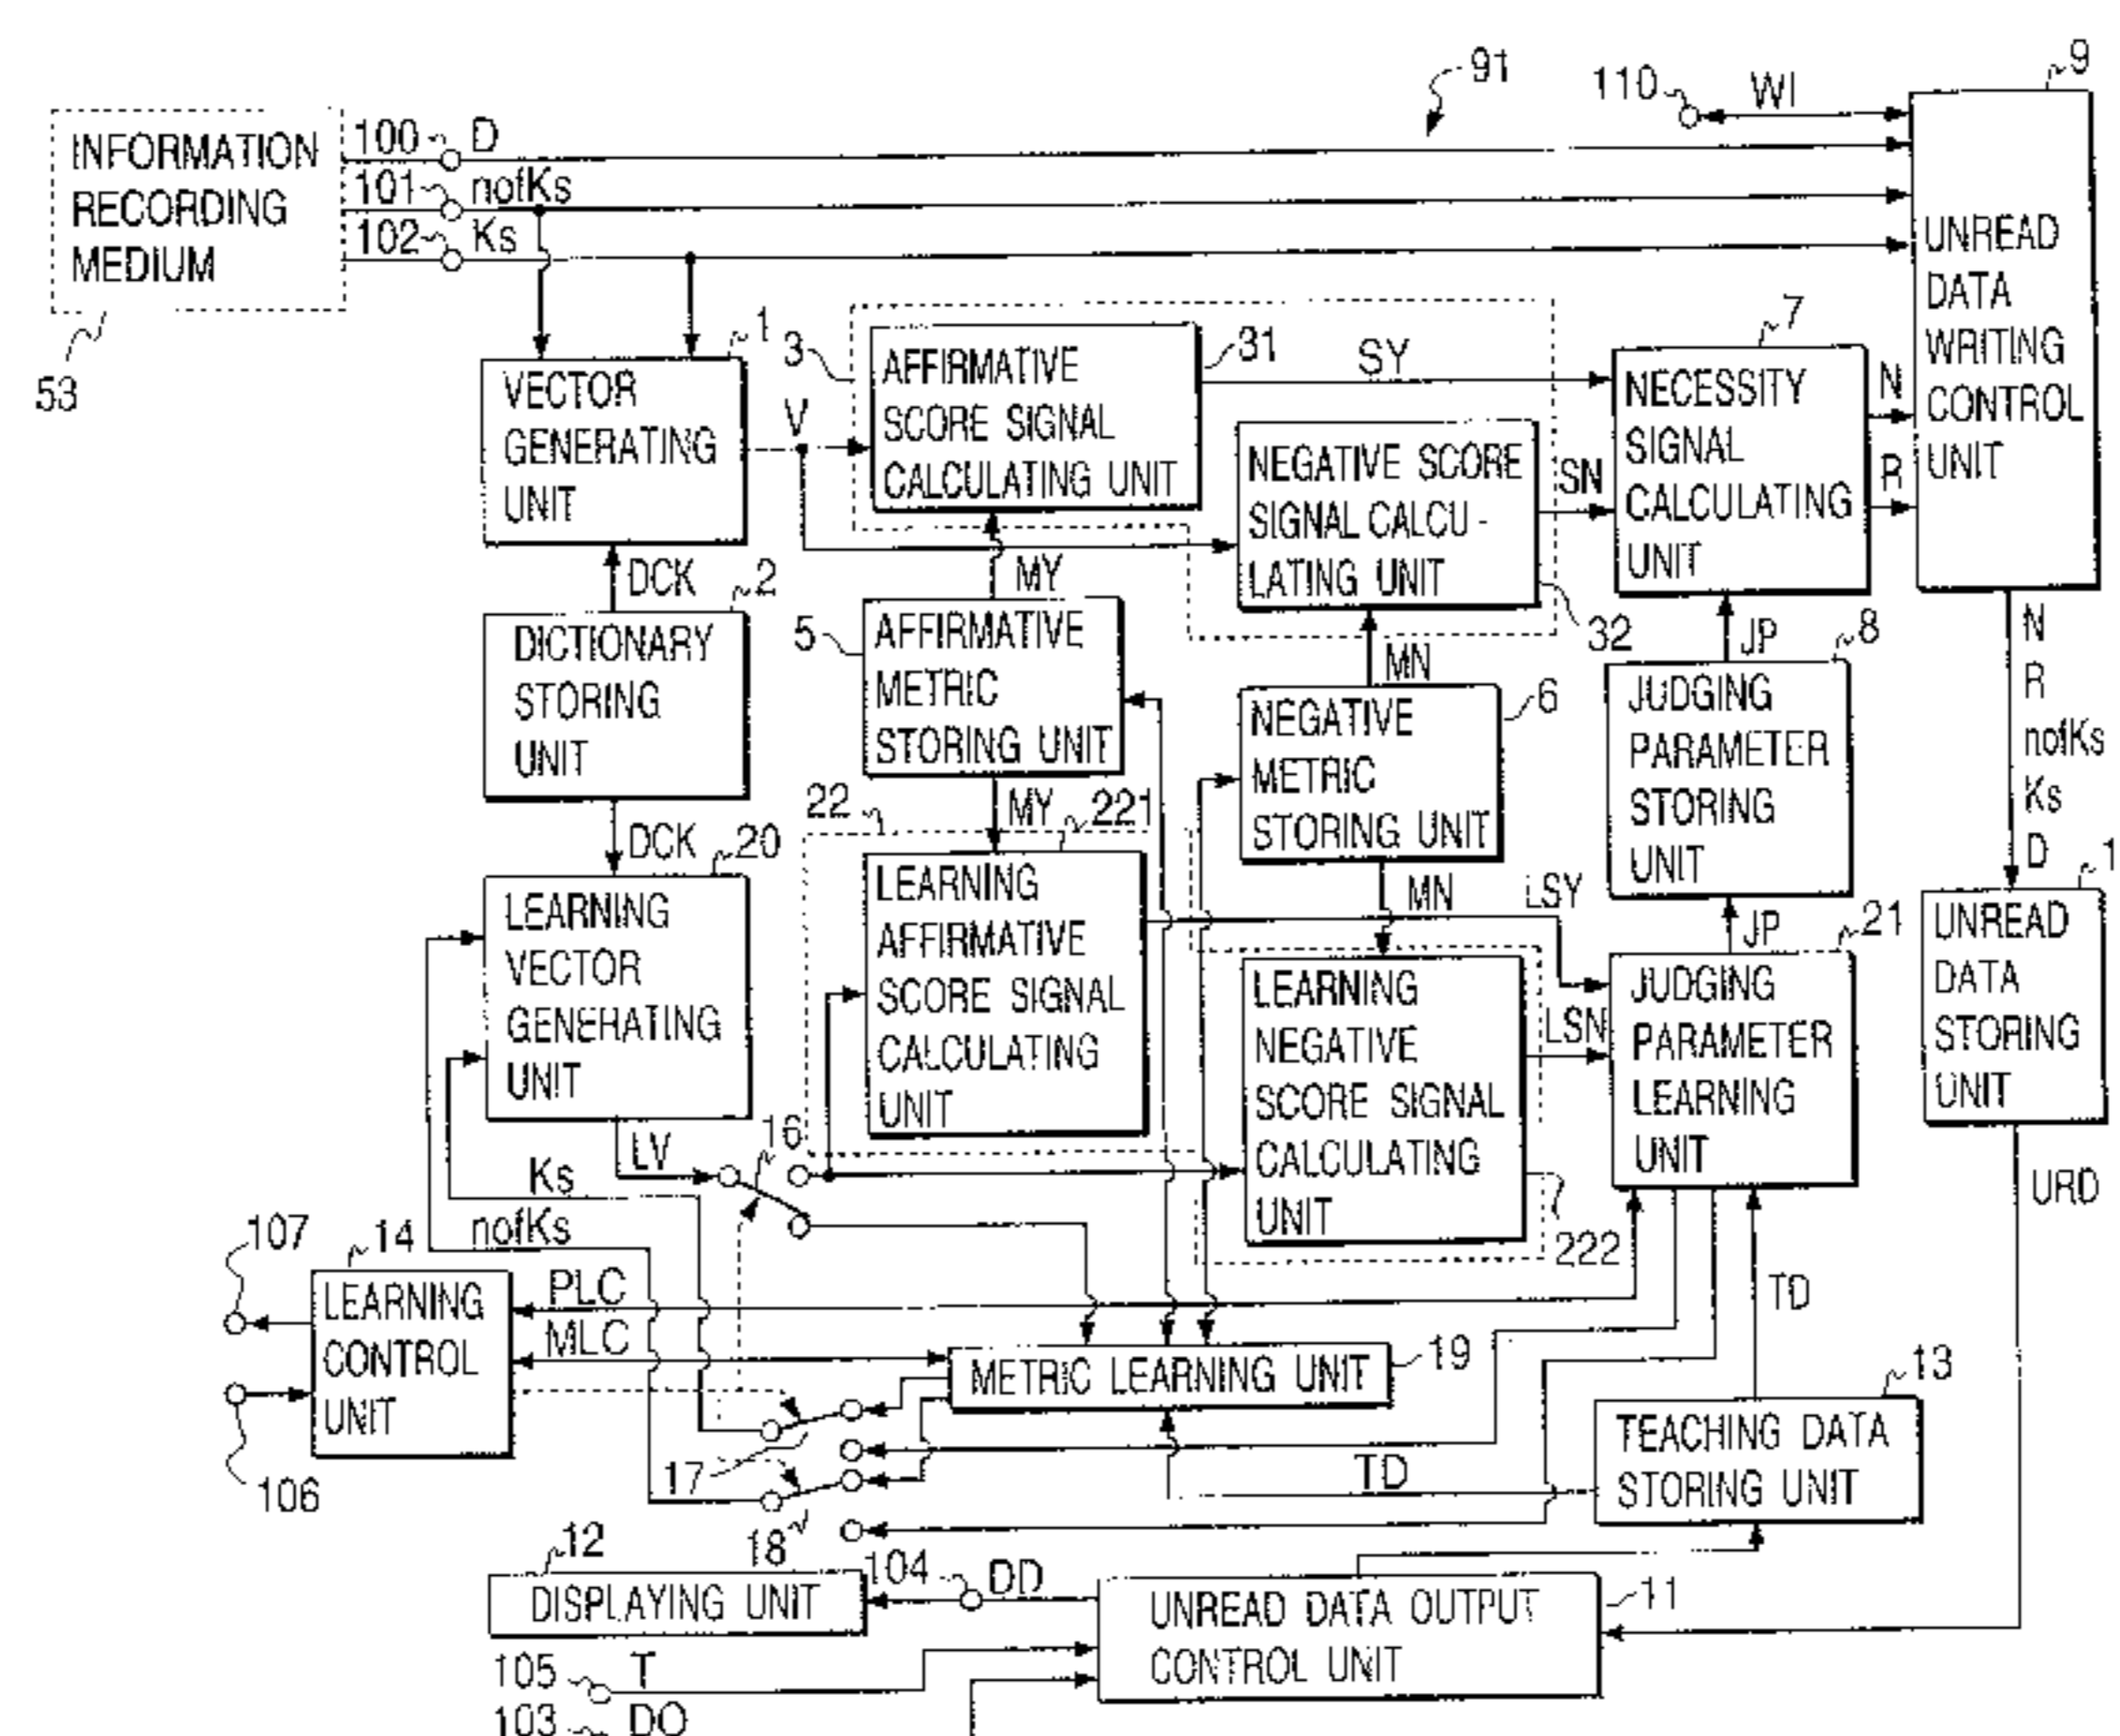 91
110
WI
9
INFORMATION
RECORDING
MEDIUM
100
D
101
nofKs
102
Ks
53
UNREAD
DATA
WRITING
CONTROL
UNIT
1
VECTOR
GENERATING
UNIT
V
3
AFFIRMATIVE
SCORE SIGNAL
CALCULATING UNIT
31
SY
NEGATIVE SCORE
SIGNAL CALCU-
LATING UNIT
32
SN
7
NECESSITY
SIGNAL
CALCULATING
UNIT
N
R
DCK
2
DICTIONARY
STORING
UNIT
DCK
MY
5
AFFIRMATIVE
METRIC
STORING UNIT
MY
MN
6
NEGATIVE
METRIC
STORING UNIT
MN
JP
8
JUDGING
PARAMETER
STORING
UNIT
JP
N
R
nofKs
Ks
D
1
UNREAD
DATA
STORING
UNIT
URD
20
LEARNING
VECTOR
GENERATING
UNIT
LV
22
221
LEARNING
AFFIRMATIVE
SCORE SIGNAL
CALCULATING
UNIT
LSY
LEARNING
NEGATIVE
SCORE SIGNAL
CALCULATING
UNIT
222
LSN
21
JUDGING
PARAMETER
LEARNING
UNIT
TD
16
Ks
nofKs
107
14
LEARNING
CONTROL
UNIT
106
PLC
MLC
METRIC LEARNING UNIT
19
17
18
TD
13
TEACHING DATA
STORING UNIT
12
DISPLAYING UNIT
104
DD
UNREAD DATA OUTPUT
CONTROL UNIT
11
105
T
103
DO